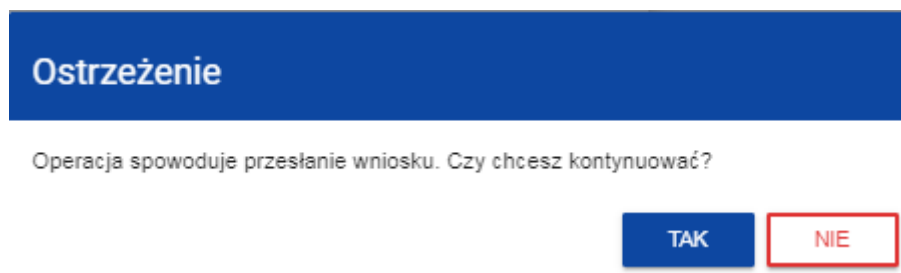 Ostrzeżenie
Operacja spowoduje przesłanie wniosku. Czy chcesz kontynuować?
TAK
NIE